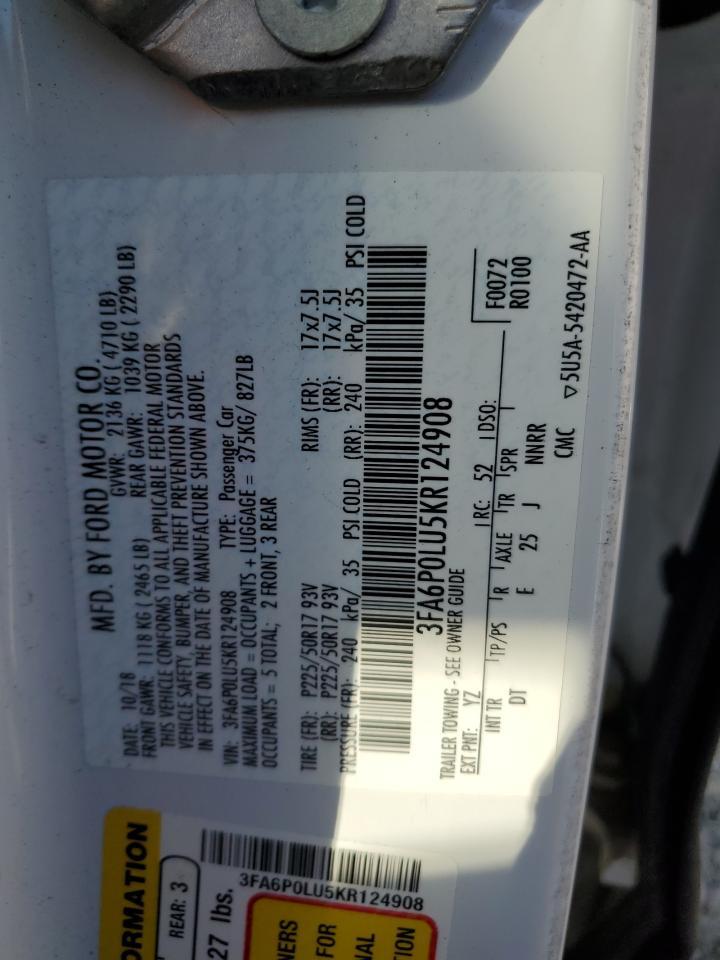 MFD. BY FORD MOTOR CO.
DATE: 10/18 GVWR: 2136 KG ( 4710 LB)
FRONT GAWR: 1118 KG ( 2465 LB) REAR GAWR: 1039 KG ( 2290 LB)
THIS VEHICLE CONFORMS TO ALL APPLICABLE FEDERAL MOTOR
VEHICLE SAFETY, BUMPER, AND THEFT PREVENTION STANDARDS
IN EFFECT ON THE DATE OF MANUFACTURE SHOWN ABOVE.
VIN: 3FA6P0LU5KR124908 TYPE: Passenger Car
MAXIMUM LOAD = OCCUPANTS + LUGGAGE = 375KG/ 827LB
OCCUPANTS = 5 TOTAL; 2 FRONT, 3 REAR
TIRE (FR): P225/50R17 93V RIMS (FR): 17x7.5J
(RR): P225/50R17 93V (RR): 17x7.5J
PRESSURE (FR): 240 kPa/ 35 PSI COLD (RR): 240 kPa/ 35 PSI COLD
3FA6P0LU5KR124908
TRAILER TOWING - SEE OWNER GUIDE
EXT PNT: YZ RC: 52 DSO: F0072
R0100
INT TR TP/PS R AXLE TR SPR
DT E 25 J NNRR
CMC ▽5U5A-5420472-AA
ORMATION
REAR: 3
3FA6P0LU5KR124908
27 lbs.
NERS
FOR
NAL
ION